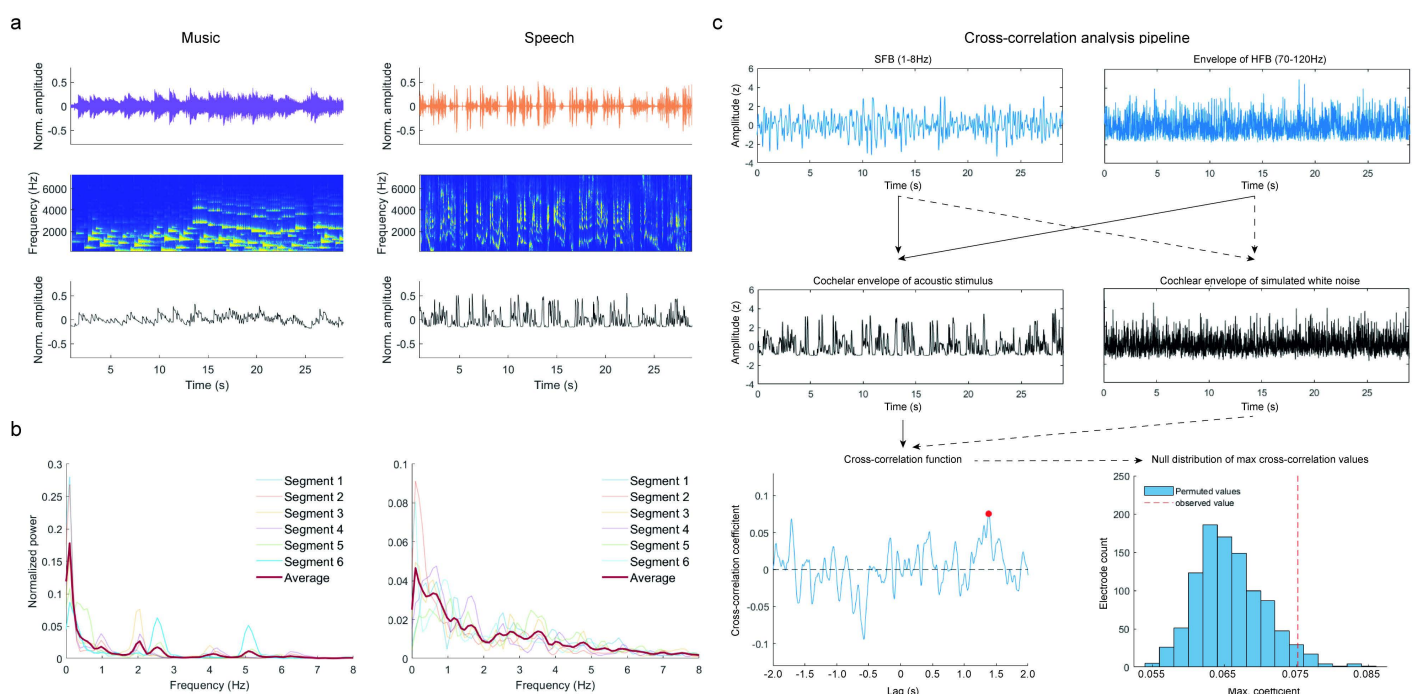 a
Music
Speech
Norm. amplitude
0.5
0
-0.5
Norm. amplitude
0.5
0
-0.5
Frequency (Hz)
6000
4000
2000
Frequency (Hz)
6000
4000
2000
Norm. amplitude
0.5
0
-0.5
5 10 15 20 25
Time (s)
Norm. amplitude
0.5
0
-0.5
5 10 15 20 25
Time (s)
b
Normalized power
0.3
0.25
0.2
0.15
0.1
0.05
0
0 1 2 3 4 5 6 7 8
Frequency (Hz)
Segment 1
Segment 2
Segment 3
Segment 4
Segment 5
Segment 6
Average
0.1
0.08
0.06
0.04
0.02
0
0 1 2 3 4 5 6 7 8
Frequency (Hz)
Segment 1
Segment 2
Segment 3
Segment 4
Segment 5
Segment 6
Average
c
Cross-correlation analysis pipeline
SFB (1-8Hz)
Amplitude (z)
6
4
2
0
-2
-4
0 5 10 15 20 25
Time (s)
Envelope of HFB (70-120Hz)
0 5 10 15 20 25
Time (s)
Cochelar envelope of acoustic stimulus
Ampllitude (z)
6
4
2
0
-2
-4
0 5 10 15 20 25
Time (s)
Cochlear envelope of simulated white noise
0 5 10 15 20 25
Time (s)
Cross-correlation function
Cross-correlation coefficitent
0.1
0.05
0
-0.05
-0.1
-2.0 -1.5 -1 -0.5 0 0.5 1.0 1.5 2.0
Lag (s)
Null distribution of max cross-correlation values
Permuted values
observed value
Electrode count
250
200
150
100
50
0
0.055 0.065 0.075 0.085
Max. coefficient